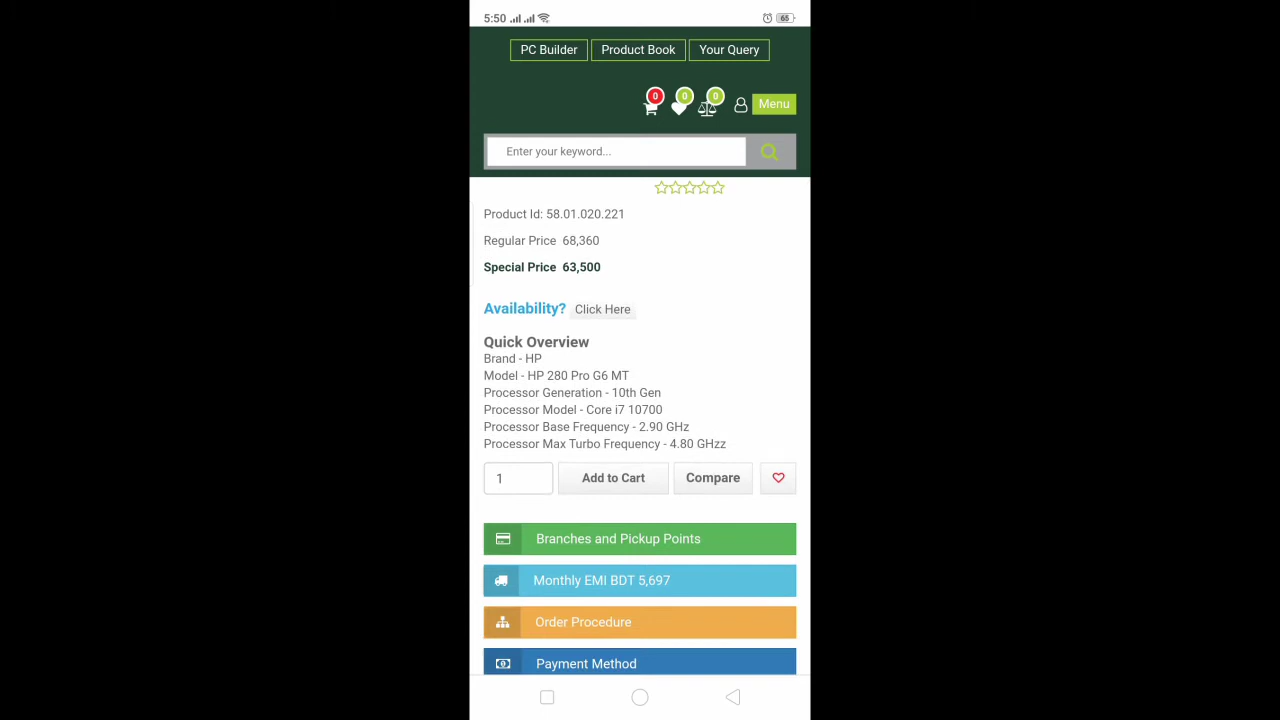 5:50
65
PC Builder Product Book Your Query
0 0 0 Menu
Enter your keyword...
Product Id: 58.01.020.221
Regular Price 68,360
Special Price 63,500
Availability? Click Here
Quick Overview
Brand - HP
Model - HP 280 Pro G6 MT
Processor Generation - 10th Gen
Processor Model - Core i7 10700
Processor Base Frequency - 2.90 GHz
Processor Max Turbo Frequency - 4.80 GHzz
1 Add to Cart Compare
Branches and Pickup Points
Monthly EMI BDT 5,697
Order Procedure
Payment Method